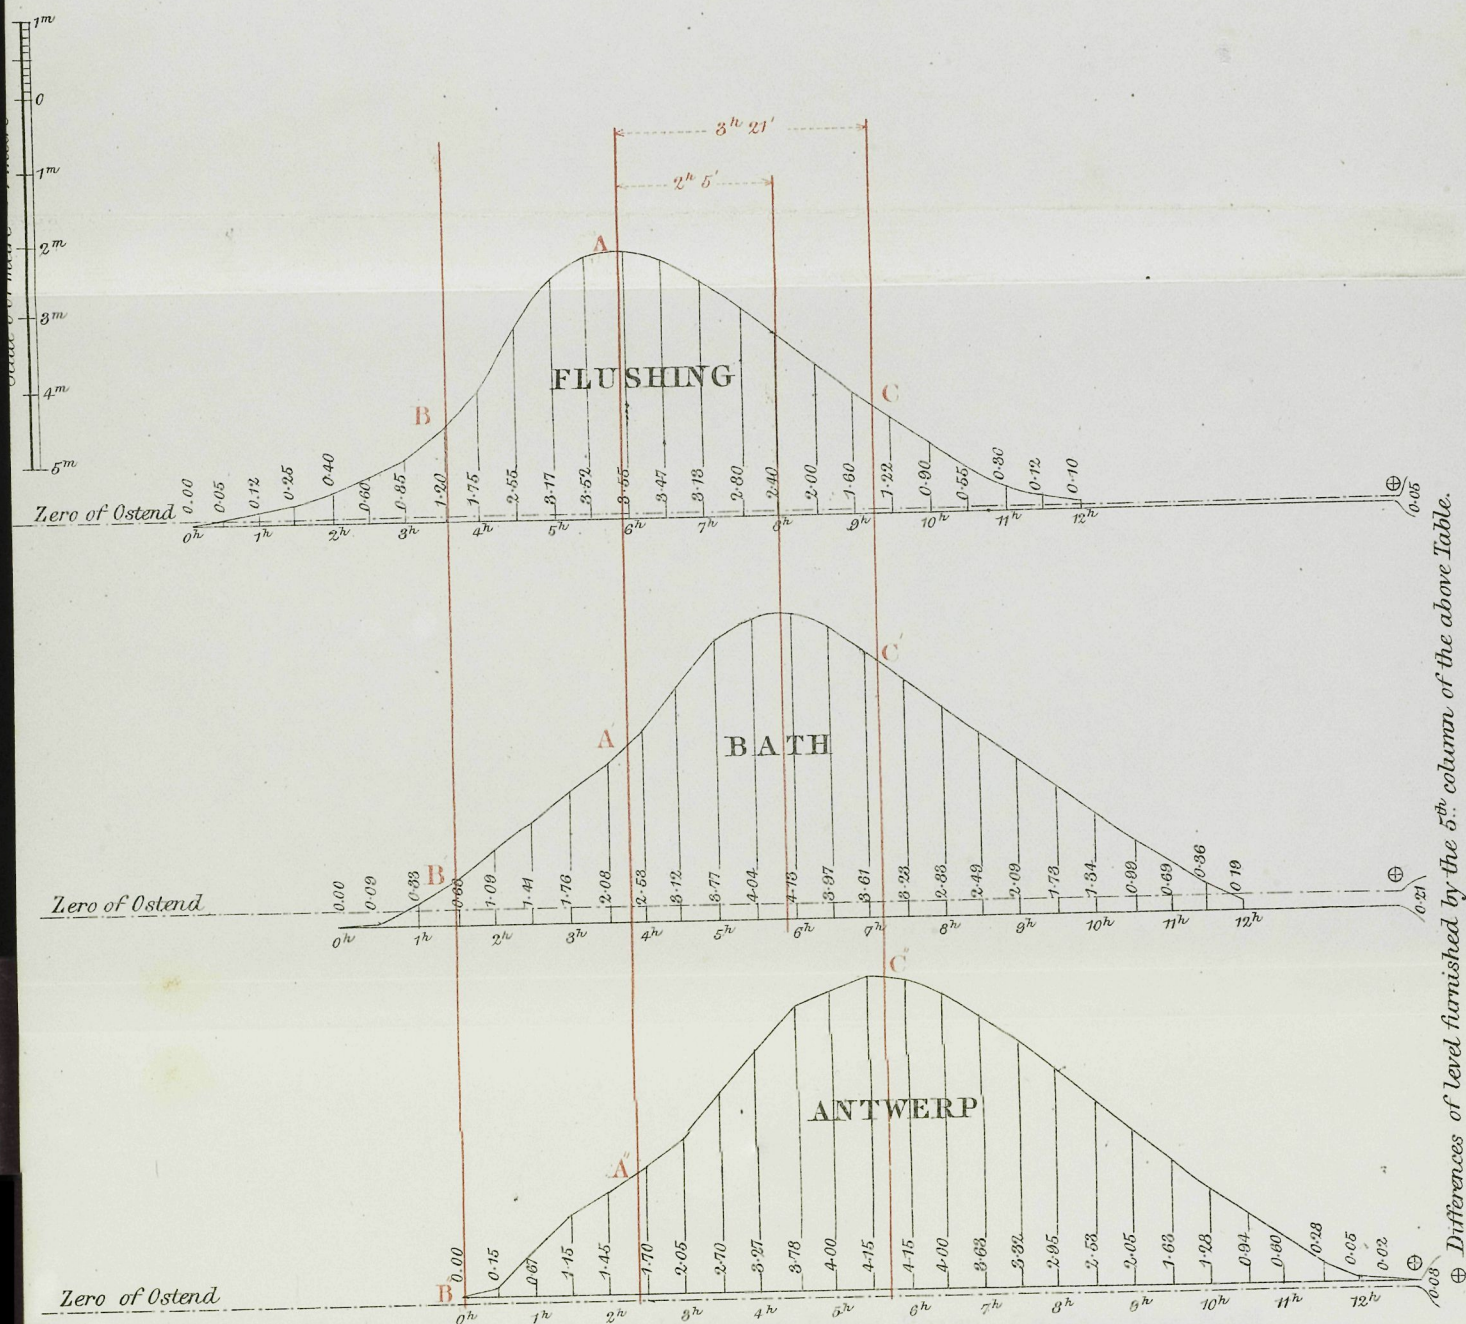 1m
0
1m
2m
3m
4m
5m
3h 21'
2h 5'
A
B
C
FLUSHING
0.00 0.05 0.12 0.25 0.40 0.60 0.85 1.20 1.75 2.55 3.17 3.52 3.55 3.47 3.13 2.80 2.40 2.00 1.60 1.22 0.90 0.55 0.30 0.12 0.10
Zero of Ostend
⊕ 0.05
0h 1h 2h 3h 4h 5h 6h 7h 8h 9h 10h 11h 12h
C'
A'
BATH
B
0.00 0.09 0.33 0.68 1.09 1.41 1.76 2.08 2.53 3.12 3.77 4.04 4.13 3.97 3.61 3.23 2.83 2.49 2.09 1.73 1.34 0.99 0.69 0.36 0.19
Zero of Ostend
⊕ 0.21
0h 1h 2h 3h 4h 5h 6h 7h 8h 9h 10h 11h 12h
C"
ANTWERP
A"
0.00 0.15 0.67 1.15 1.45 1.70 2.05 2.70 3.27 3.78 4.00 4.15 4.15 4.00 3.63 3.32 2.95 2.53 2.05 1.63 1.28 0.94 0.60 0.28 0.05 0.02
B
Zero of Ostend
⊕ 0.03
0h 1h 2h 3h 4h 5h 6h 7h 8h 9h 10h 11h 12h
⊕ Differences of level furnished by the 5th column of the above Table.